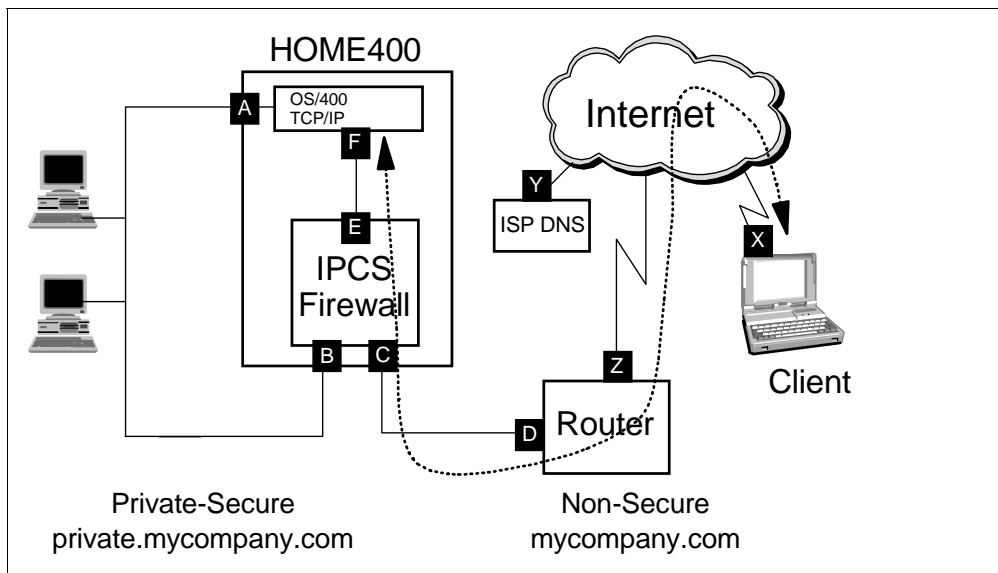 HOME400
A
OS/400
TCP/IP
F
E
IPCS
Firewall
B
C
Internet
Y
ISP DNS
X
Client
Z
D
Router
Private-Secure
private.mycompany.com
Non-Secure
mycompany.com